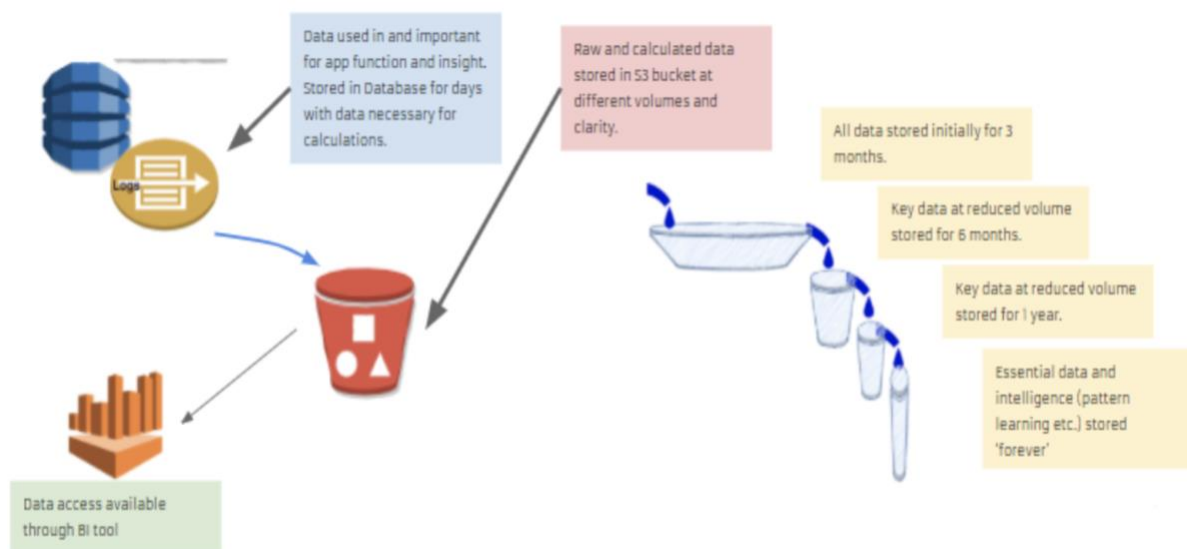 Data used in and important
for app function and insight.
Stored in Database for days
with data necessary for
calculations.
Raw and calculated data
stored in S3 bucket at
different volumes and
clarity.
All data stored initially for 3
months.
Logs
Key data at reduced volume
stored for 6 months.
Key data at reduced volume
stored for 1 year.
Essential data and
intelligence (pattern
learning etc.) stored
'forever'
Data access available
through BI tool